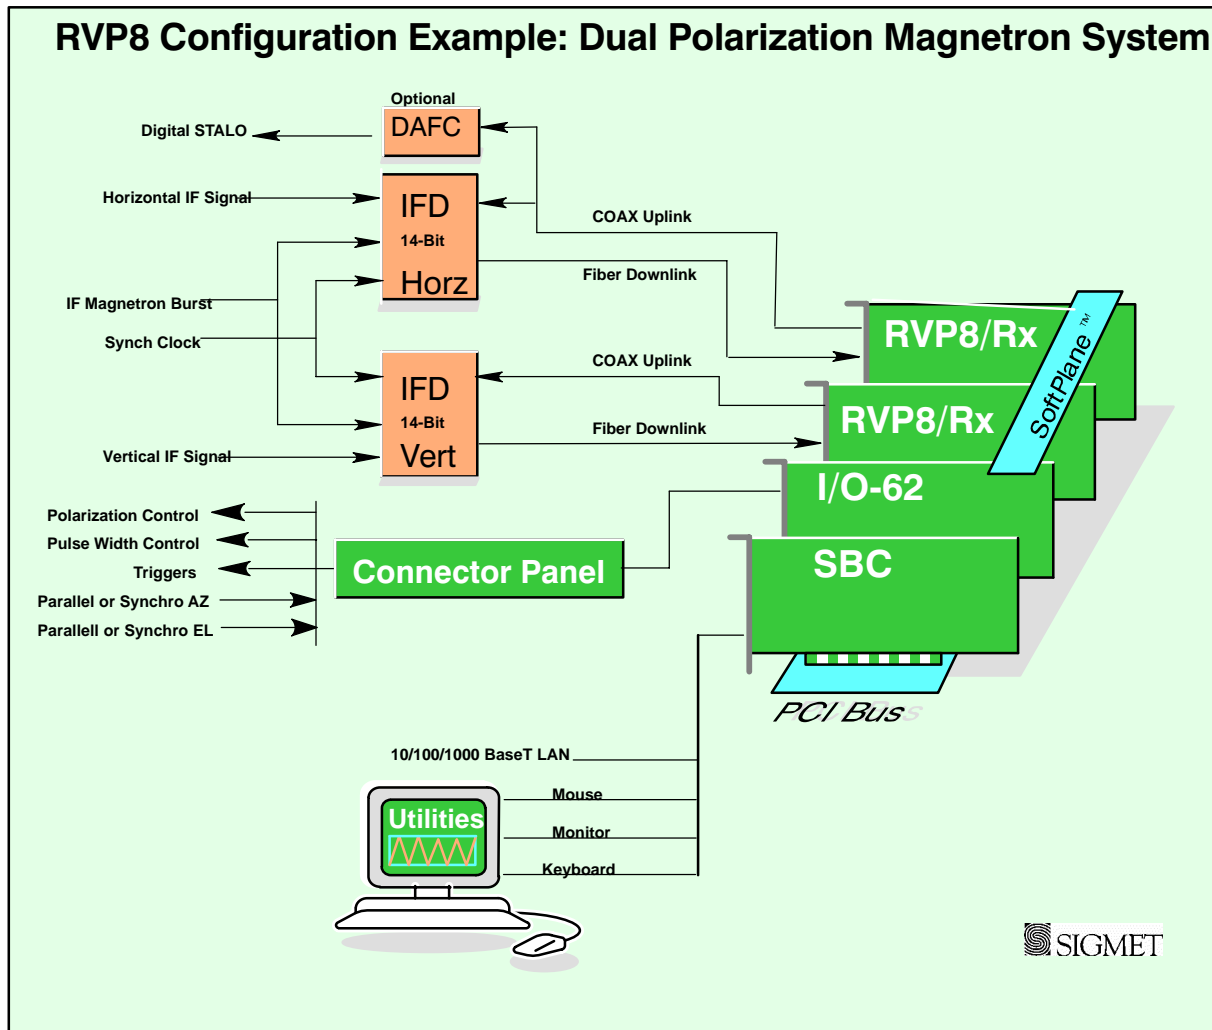 RVP8 Configuration Example: Dual Polarization Magnetron System
Optional
DAFC
Digital STALO
Horizontal IF Signal
IFD
14-Bit
Horz
COAX Uplink
Fiber Downlink
IF Magnetron Burst
Synch Clock
RVP8/Rx
SoftPlane™
IFD
14-Bit
Vert
COAX Uplink
Fiber Downlink
RVP8/Rx
Vertical IF Signal
I/O-62
Polarization Control
Pulse Width Control
Triggers
Parallel or Synchro AZ
Parallell or Synchro EL
Connector Panel
SBC
PCI Bus
10/100/1000 BaseT LAN
Mouse
Utilities
Monitor
Keyboard
SIGMET